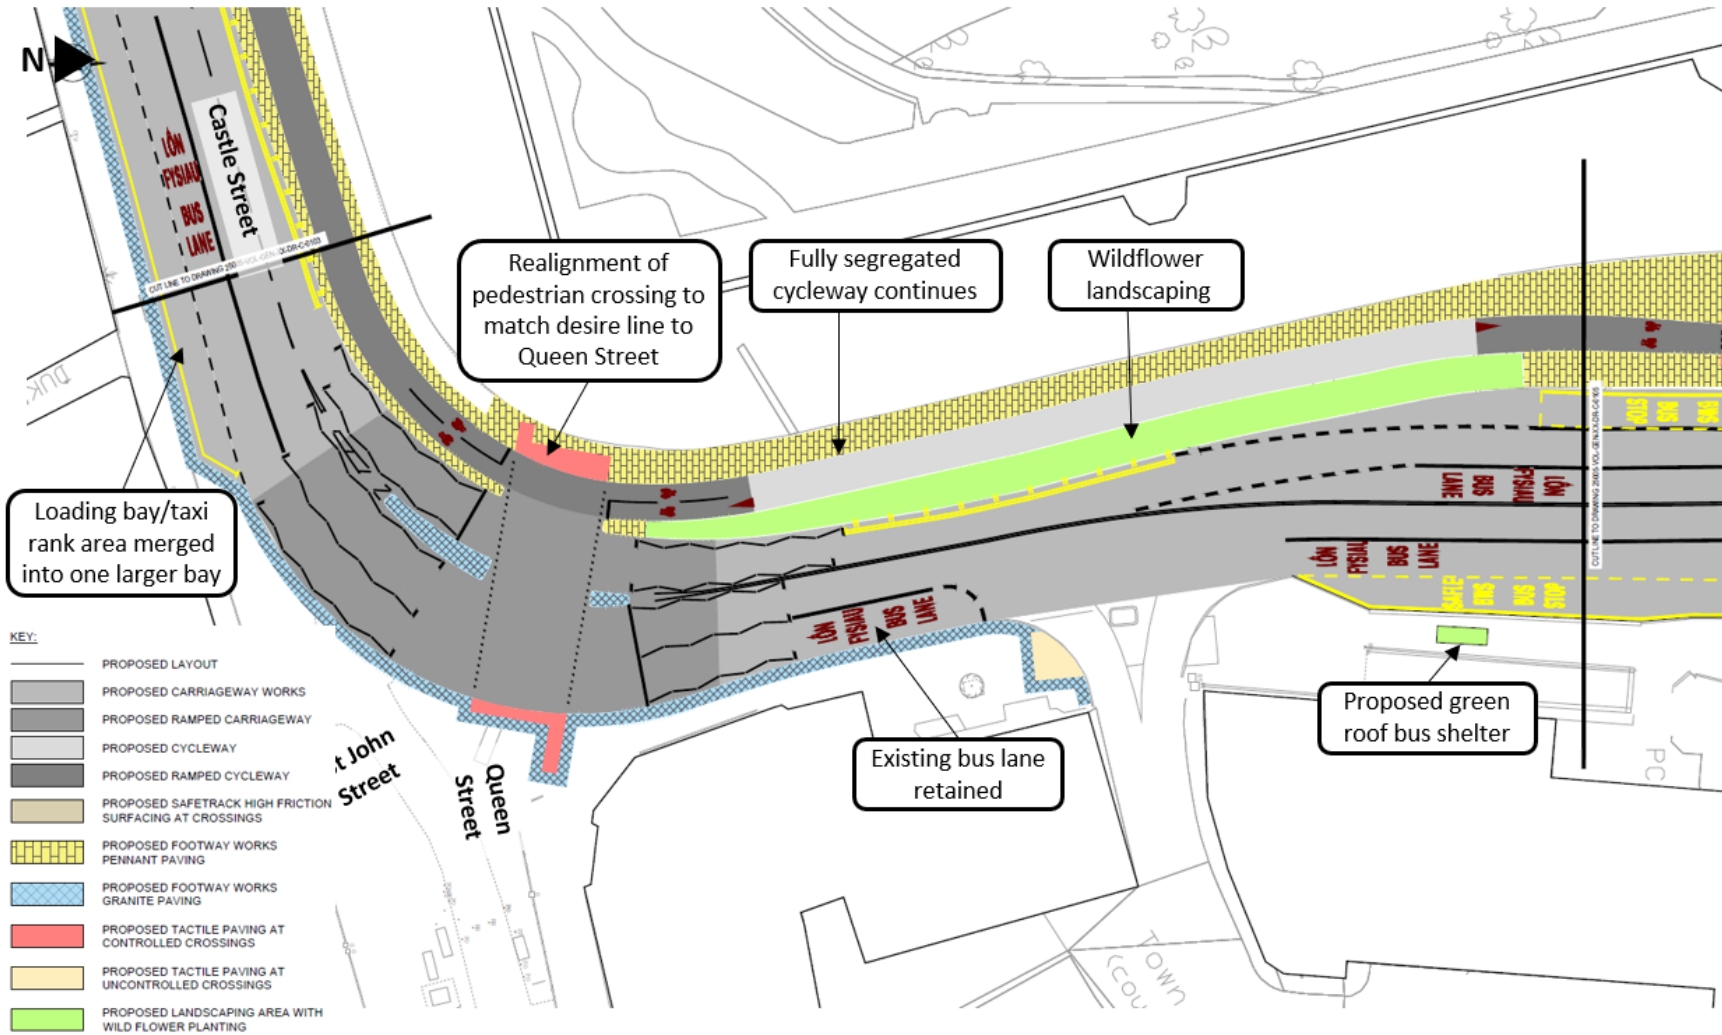 N
LÔN
FYSIAU
BUS
LANE
Castle Street
CUT LINE TO DRAWING
Realignment of
pedestrian crossing to
match desire line to
Queen Street
Fully segregated
cycleway continues
Wildflower
landscaping
Loading bay/taxi
rank area merged
into one larger bay
DUK
BUS
BUS
STOP
LÔN
FYSIAU
BUS
LANE
LÔN
FYSIAU
BUS
LANE
SAFLE
BWS
BUS
STOP
LÔN
FYSIAU
BUS
LANE
Existing bus lane
retained
Proposed green
roof bus shelter
t John
Street
Queen
Street
PC
TOWN
(COU
KEY:
PROPOSED LAYOUT
PROPOSED CARRIAGEWAY WORKS
PROPOSED RAMPED CARRIAGEWAY
PROPOSED CYCLEWAY
PROPOSED RAMPED CYCLEWAY
PROPOSED SAFETRACK HIGH FRICTION
SURFACING AT CROSSINGS
PROPOSED FOOTWAY WORKS
PENNANT PAVING
PROPOSED FOOTWAY WORKS
GRANITE PAVING
PROPOSED TACTILE PAVING AT
CONTROLLED CROSSINGS
PROPOSED TACTILE PAVING AT
UNCONTROLLED CROSSINGS
PROPOSED LANDSCAPING AREA WITH
WILD FLOWER PLANTING